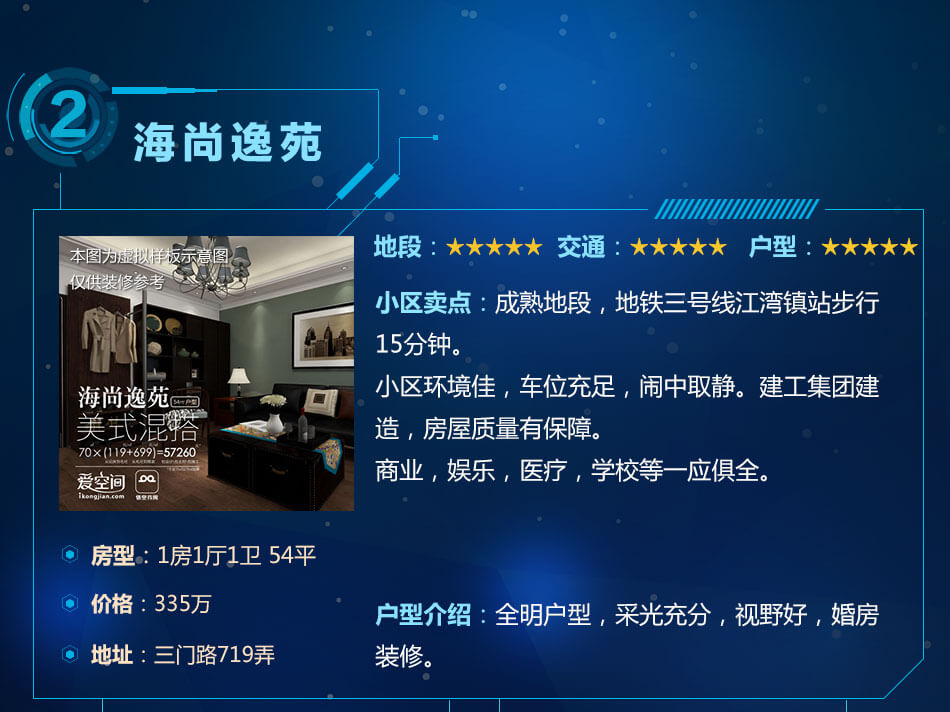 2
海尚逸苑
地段：★★★★★ 交通：★★★★★ 户型：★★★★★
本图为虚拟样板示意图
仅供装修参考
海尚逸苑 54㎡户型
美式混搭
70×(119+699)=57260
爱空间
ikongjian.com
小区卖点：成熟地段，地铁三号线江湾镇站步行
15分钟。
小区环境佳，车位充足，闹中取静。建工集团建
造，房屋质量有保障。
商业，娱乐，医疗，学校等一应俱全。
房型：1房1厅1卫 54平
价格：335万
地址：三门路719弄
户型介绍：全明户型，采光充分，视野好，婚房
装修。